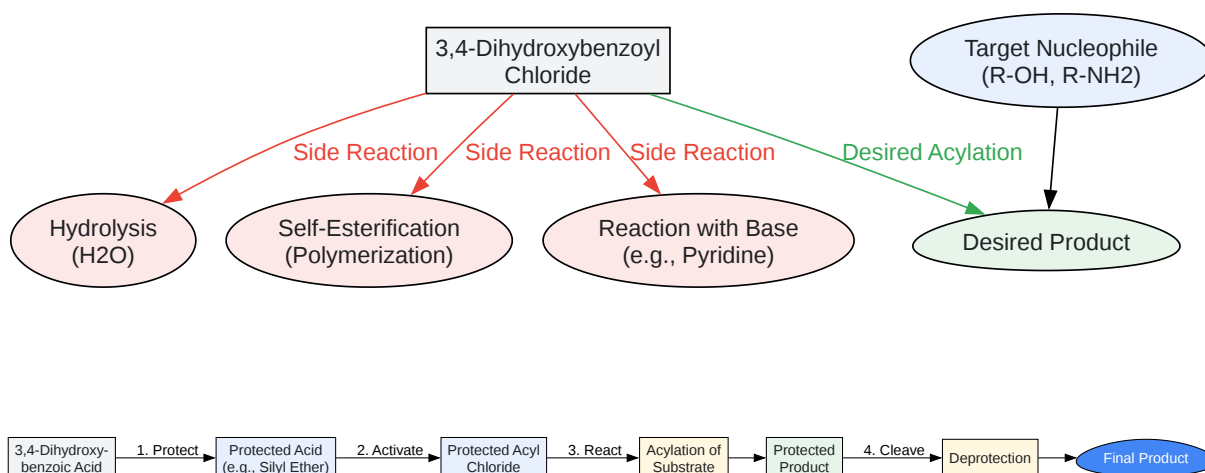 3,4-Dihydroxybenzoyl
Chloride
Target Nucleophile
(R-OH, R-NH2)
Side Reaction
Side Reaction
Side Reaction
Desired Acylation
Hydrolysis
(H2O)
Self-Esterification
(Polymerization)
Reaction with Base
(e.g., Pyridine)
Desired Product
3,4-Dihydroxy-
benzoic Acid
1. Protect
Protected Acid
(e.g., Silyl Ether)
2. Activate
Protected Acyl
Chloride
3. React
Acylation of
Substrate
Protected
Product
4. Cleave
Deprotection
Final Product